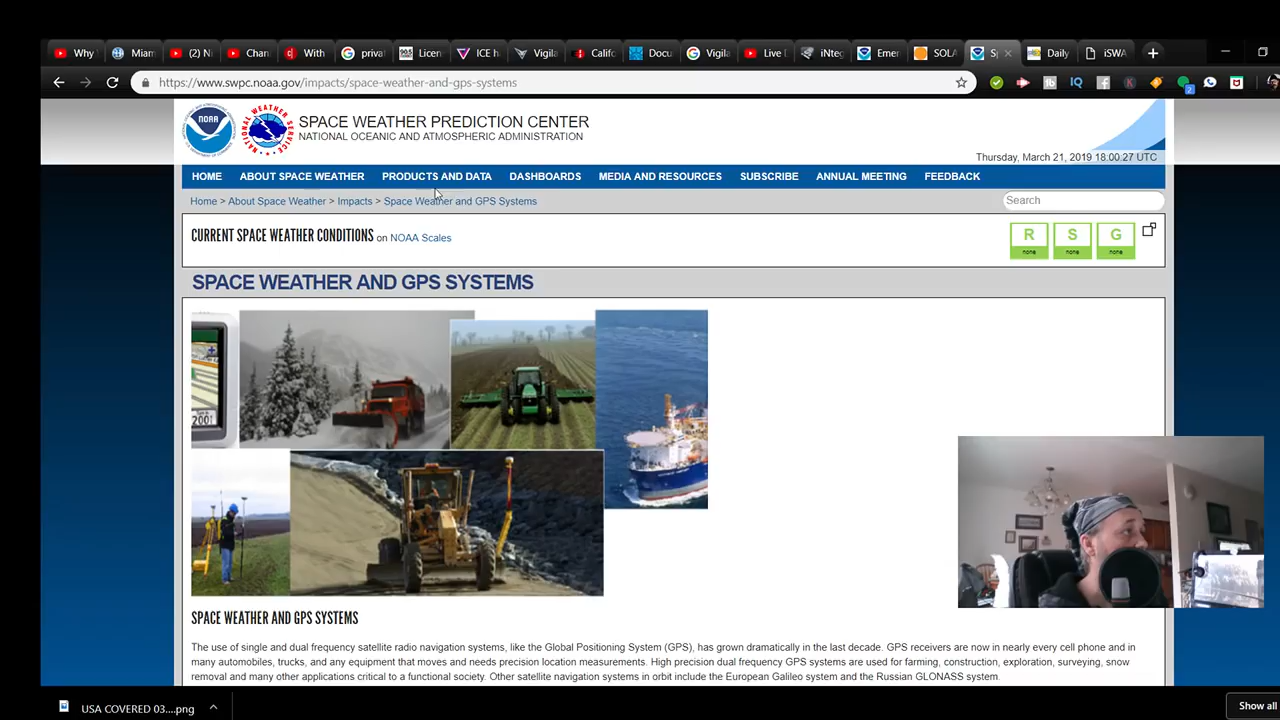 Why
Miam
(2) N
Chan
With
priva
90.5 Licen
ICE h
Vigila
Califo
Docu
Vigila
Live D
iNteg
Emer
SOLA
Sp
Daily
iSWA
https://www.swpc.noaa.gov/impacts/space-weather-and-gps-systems
NOAA
SPACE WEATHER PREDICTION CENTER
NATIONAL OCEANIC AND ATMOSPHERIC ADMINISTRATION
Thursday, March 21, 2019 18:00:27 UTC
HOME ABOUT SPACE WEATHER PRODUCTS AND DATA DASHBOARDS MEDIA AND RESOURCES SUBSCRIBE ANNUAL MEETING FEEDBACK
Home > About Space Weather > Impacts > Space Weather and GPS Systems
Search
CURRENT SPACE WEATHER CONDITIONS on NOAA Scales
R S G
none none none
SPACE WEATHER AND GPS SYSTEMS
SPACE WEATHER AND GPS SYSTEMS
The use of single and dual frequency satellite radio navigation systems, like the Global Positioning System (GPS), has grown dramatically in the last decade. GPS receivers are now in nearly every cell phone and in
many automobiles, trucks, and any equipment that moves and needs precision location measurements. High precision dual frequency GPS systems are used for farming, construction, exploration, surveying, snow
removal and many other applications critical to a functional society. Other satellite navigation systems in orbit include the European Galileo system and the Russian GLONASS system.
USA COVERED 03....png
Show all